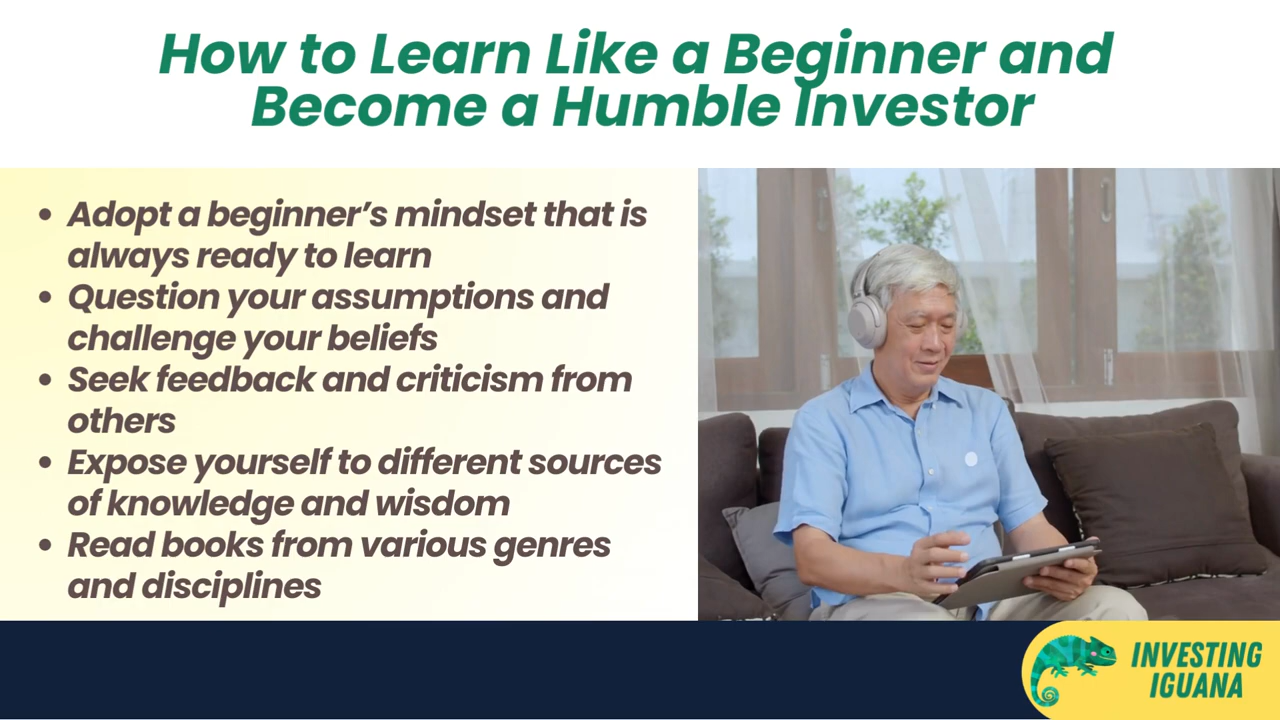 How to Learn Like a Beginner and
Become a Humble Investor
• Adopt a beginner’s mindset that is
always ready to learn
• Question your assumptions and
challenge your beliefs
• Seek feedback and criticism from
others
• Expose yourself to different sources
of knowledge and wisdom
• Read books from various genres
and disciplines
INVESTING
IGUANA